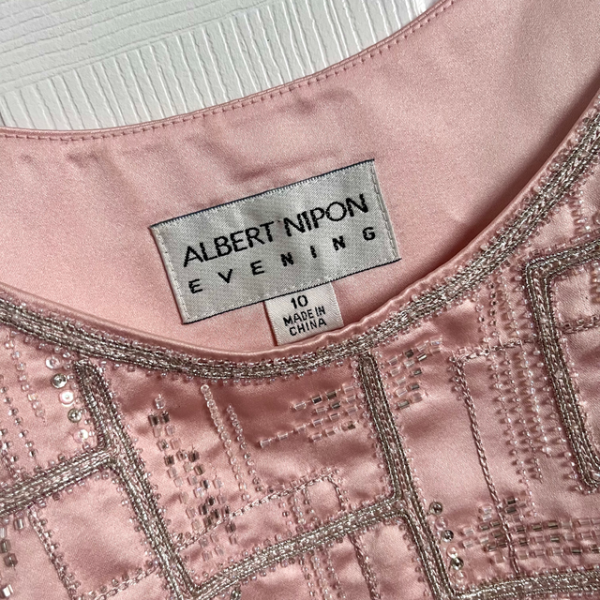 ALBERT NIPON
EVENING
10
MADE IN
CHINA